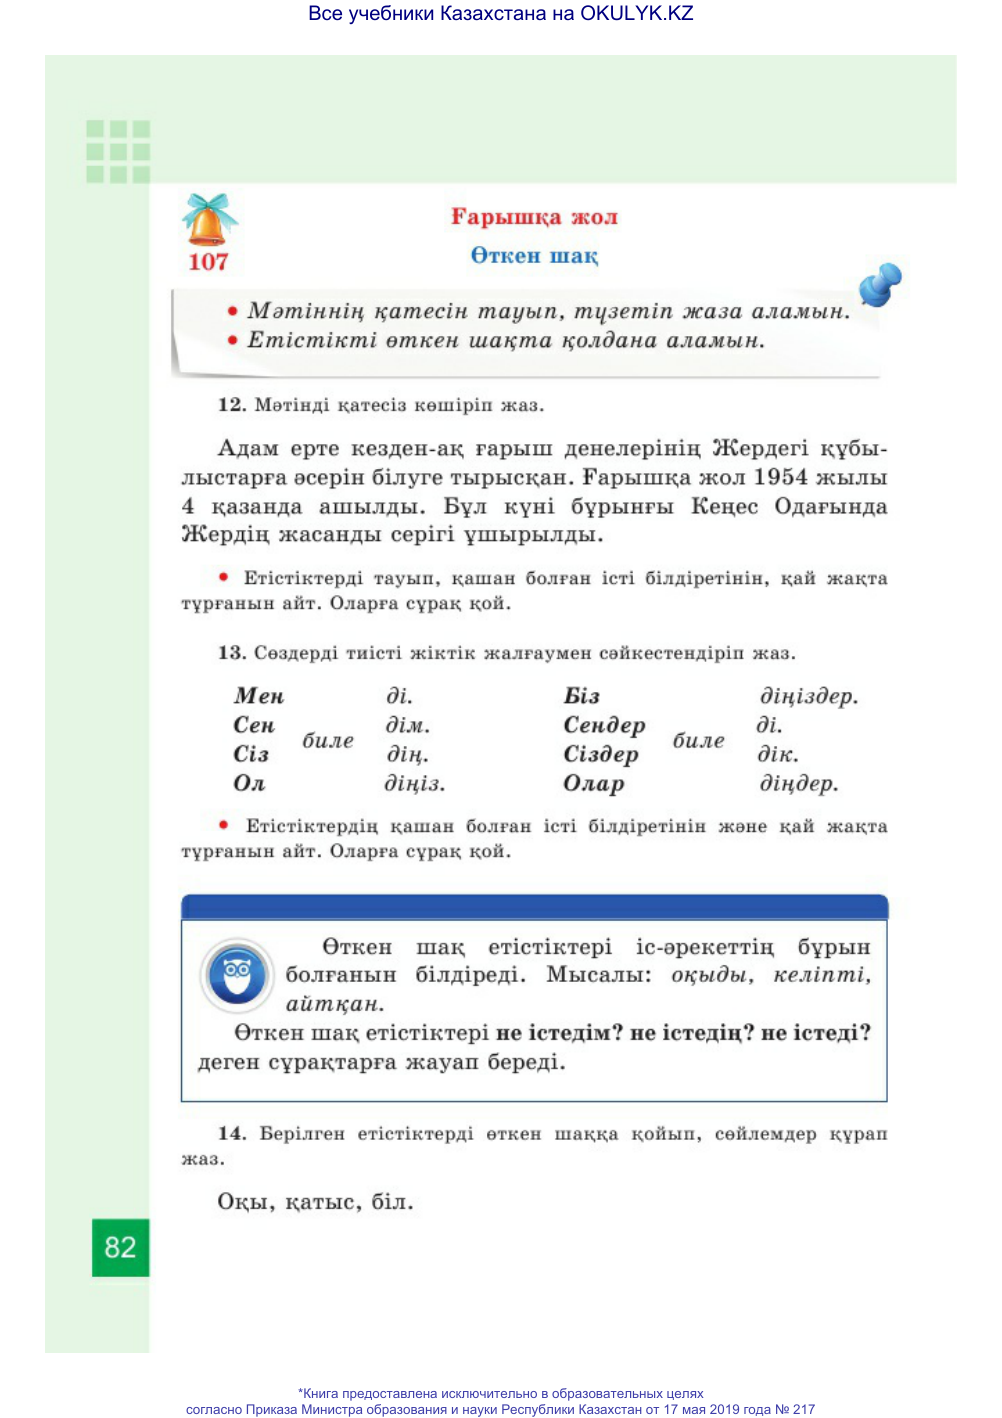 Все учебники Казахстана на OKULYK.KZ
107
Ғарышқа жол
Өткен шақ
• Мәтіннің қатесін тауып, түзетіп жаза аламын.
• Етістікті өткен шақта қолдана аламын.
12. Мәтінді қатесіз көшіріп жаз.
Адам ерте кезден-ақ ғарыш денелерінің Жердегі құбы-
лыстарға әсерін білуге тырысқан. Ғарышқа жол 1954 жылы
4 қазанда ашылды. Бұл күні бұрынғы Кеңес Одағында
Жердің жасанды серігі ұшырылды.
• Етістіктерді тауып, қашан болған істі білдіретінін, қай жақта
тұрғанын айт. Оларға сұрақ қой.
13. Сөздерді тиісті жіктік жалғаумен сәйкестендіріп жаз.
Мен ді. Біз діңіздер.
Сен дім. Сендер ді.
биле биле
Сіз дің. Сіздер дік.
Ол діңіз. Олар діңдер.
• Етістіктердің қашан болған істі білдіретінін және қай жақта
тұрғанын айт. Оларға сұрақ қой.
Өткен шақ етістіктері іс-әрекеттің бұрын
болғанын білдіреді. Мысалы: оқыды, келіпті,
айтқан.
Өткен шақ етістіктері не істедім? не істедің? не істеді?
деген сұрақтарға жауап береді.
14. Берілген етістіктерді өткен шаққа қойып, сөйлемдер құрап
жаз.
Оқы, қатыс, біл.
82
*Книга предоставлена исключительно в образовательных целях
согласно Приказа Министра образования и науки Республики Казахстан от 17 мая 2019 года № 217